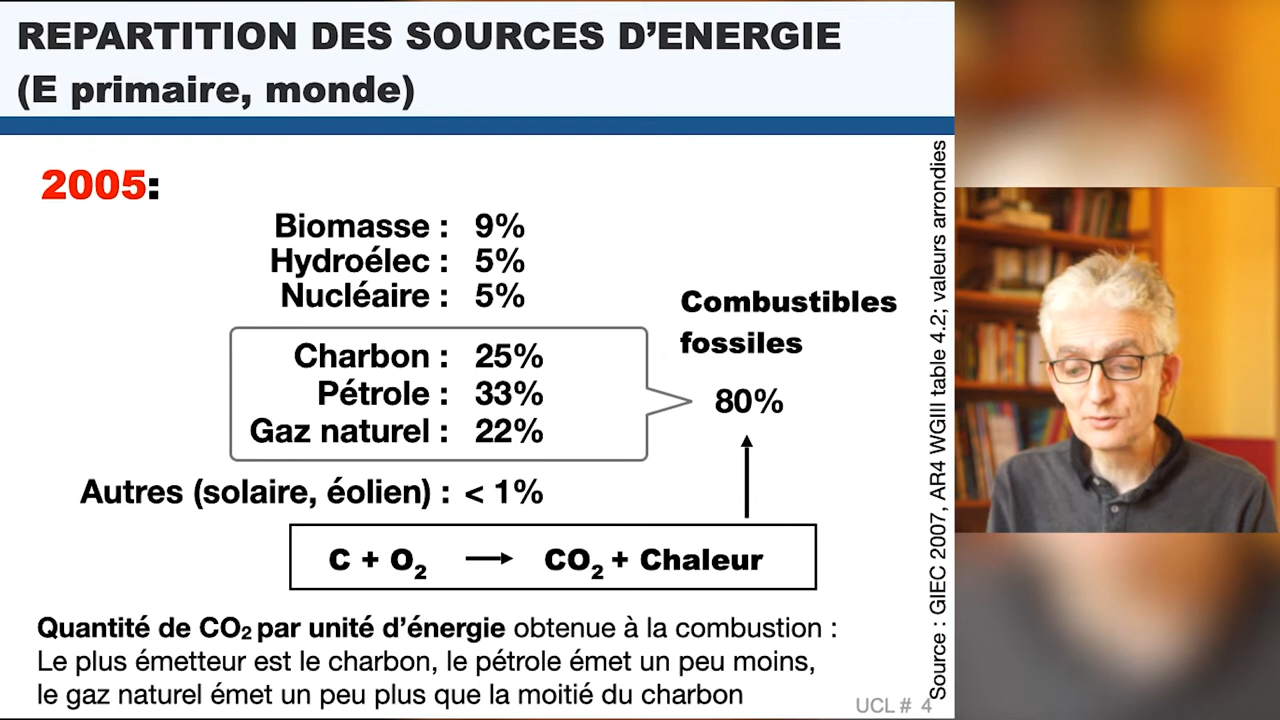 REPARTITION DES SOURCES D’ENERGIE
(E primaire, monde)
2005:
Biomasse : 9%
Hydroélec : 5%
Nucléaire : 5%
Charbon : 25%
Pétrole : 33%
Gaz naturel : 22%
Combustibles
fossiles
80%
Autres (solaire, éolien) : < 1%
C + O₂ → CO₂ + Chaleur
Quantité de CO₂ par unité d’énergie obtenue à la combustion :
Le plus émetteur est le charbon, le pétrole émet un peu moins,
le gaz naturel émet un peu plus que la moitié du charbon
UCL # 4
Source : GIEC 2007, AR4 WGIII table 4.2; valeurs arrondies